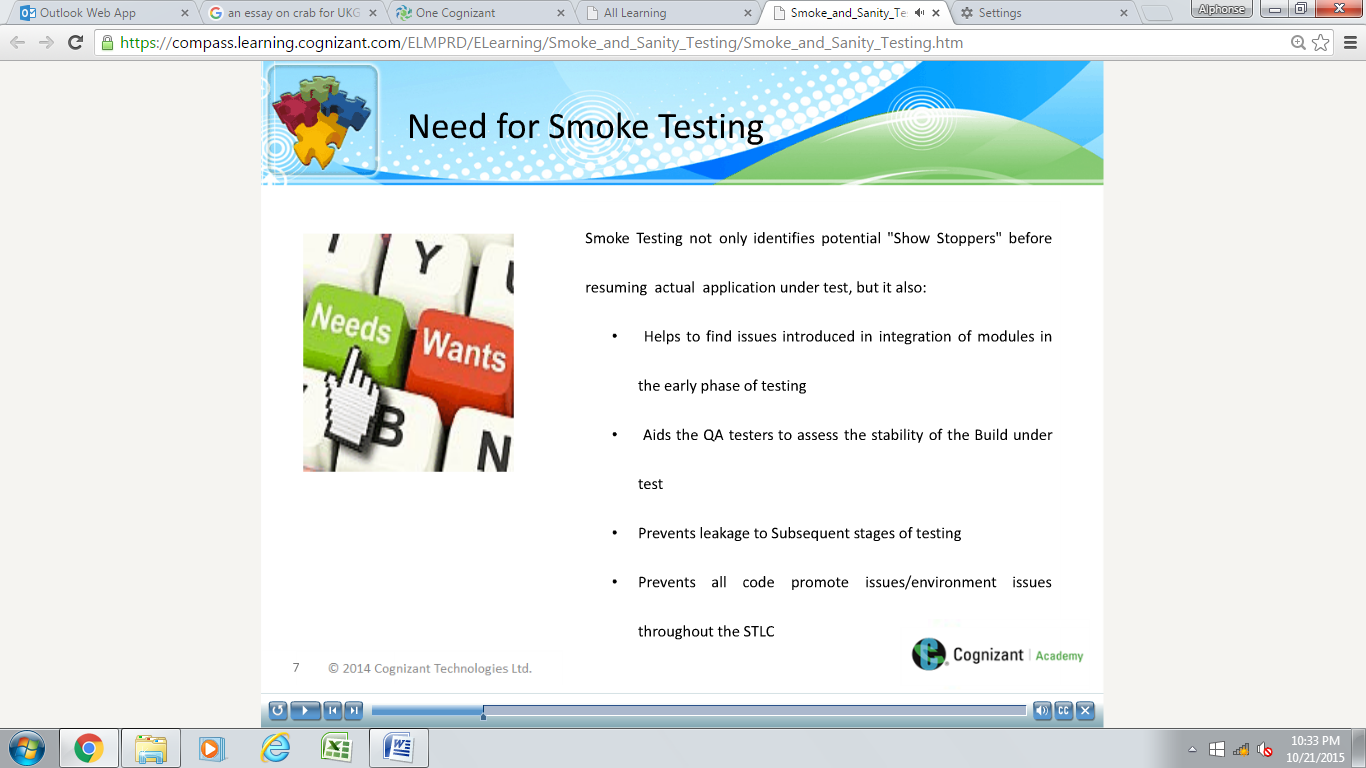 Outlook Web App
an essay on crab for UKG
One Cognizant
All Learning
Smoke_and_Sanity_Te
Settings
Alphonse
https://compass.learning.cognizant.com/ELMPRD/ELearning/Smoke_and_Sanity_Testing/Smoke_and_Sanity_Testing.htm
Need for Smoke Testing
T
Y
U
Needs
Wants
B
N
Smoke Testing not only identifies potential "Show Stoppers" before
resuming actual application under test, but it also:
• Helps to find issues introduced in integration of modules in
the early phase of testing
• Aids the QA testers to assess the stability of the Build under
test
• Prevents leakage to Subsequent stages of testing
• Prevents all code promote issues/environment issues
throughout the STLC
Cognizant | Academy
7 © 2014 Cognizant Technologies Ltd.
CC
10:33 PM
10/21/2015